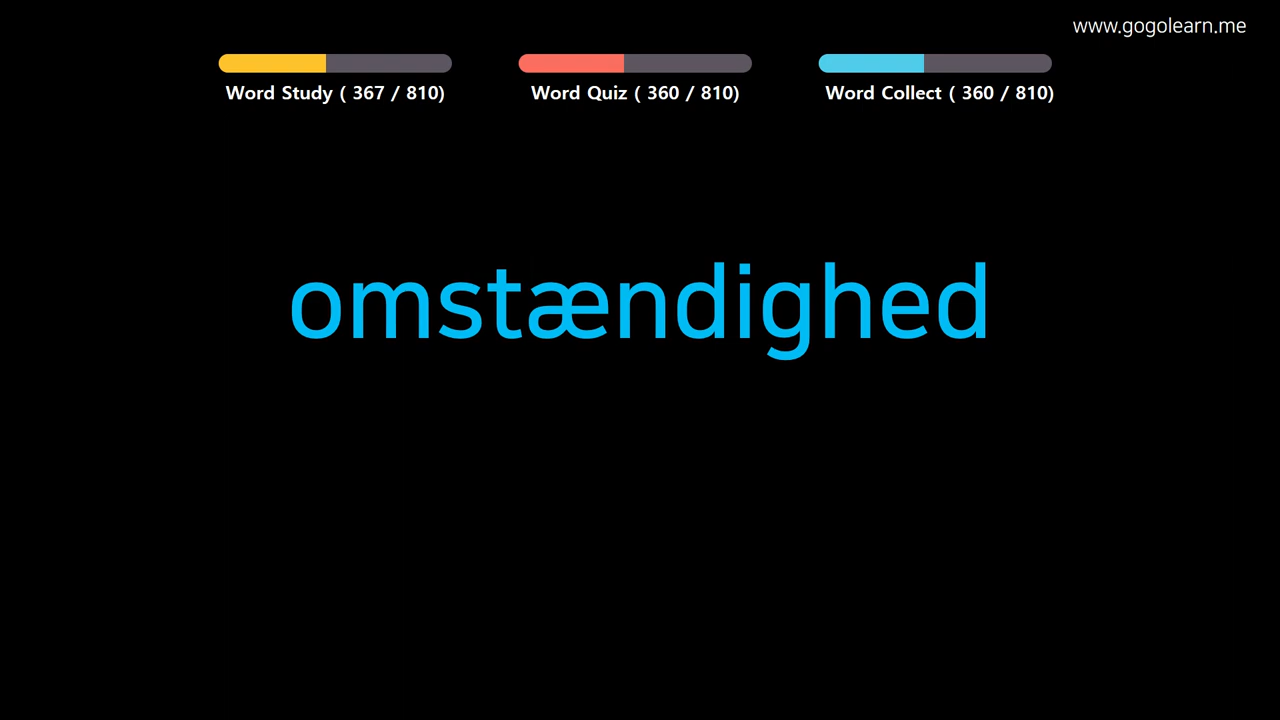 www.gogolearn.me
Word Study ( 367 / 810)
Word Quiz ( 360 / 810)
Word Collect ( 360 / 810)
omstændighed